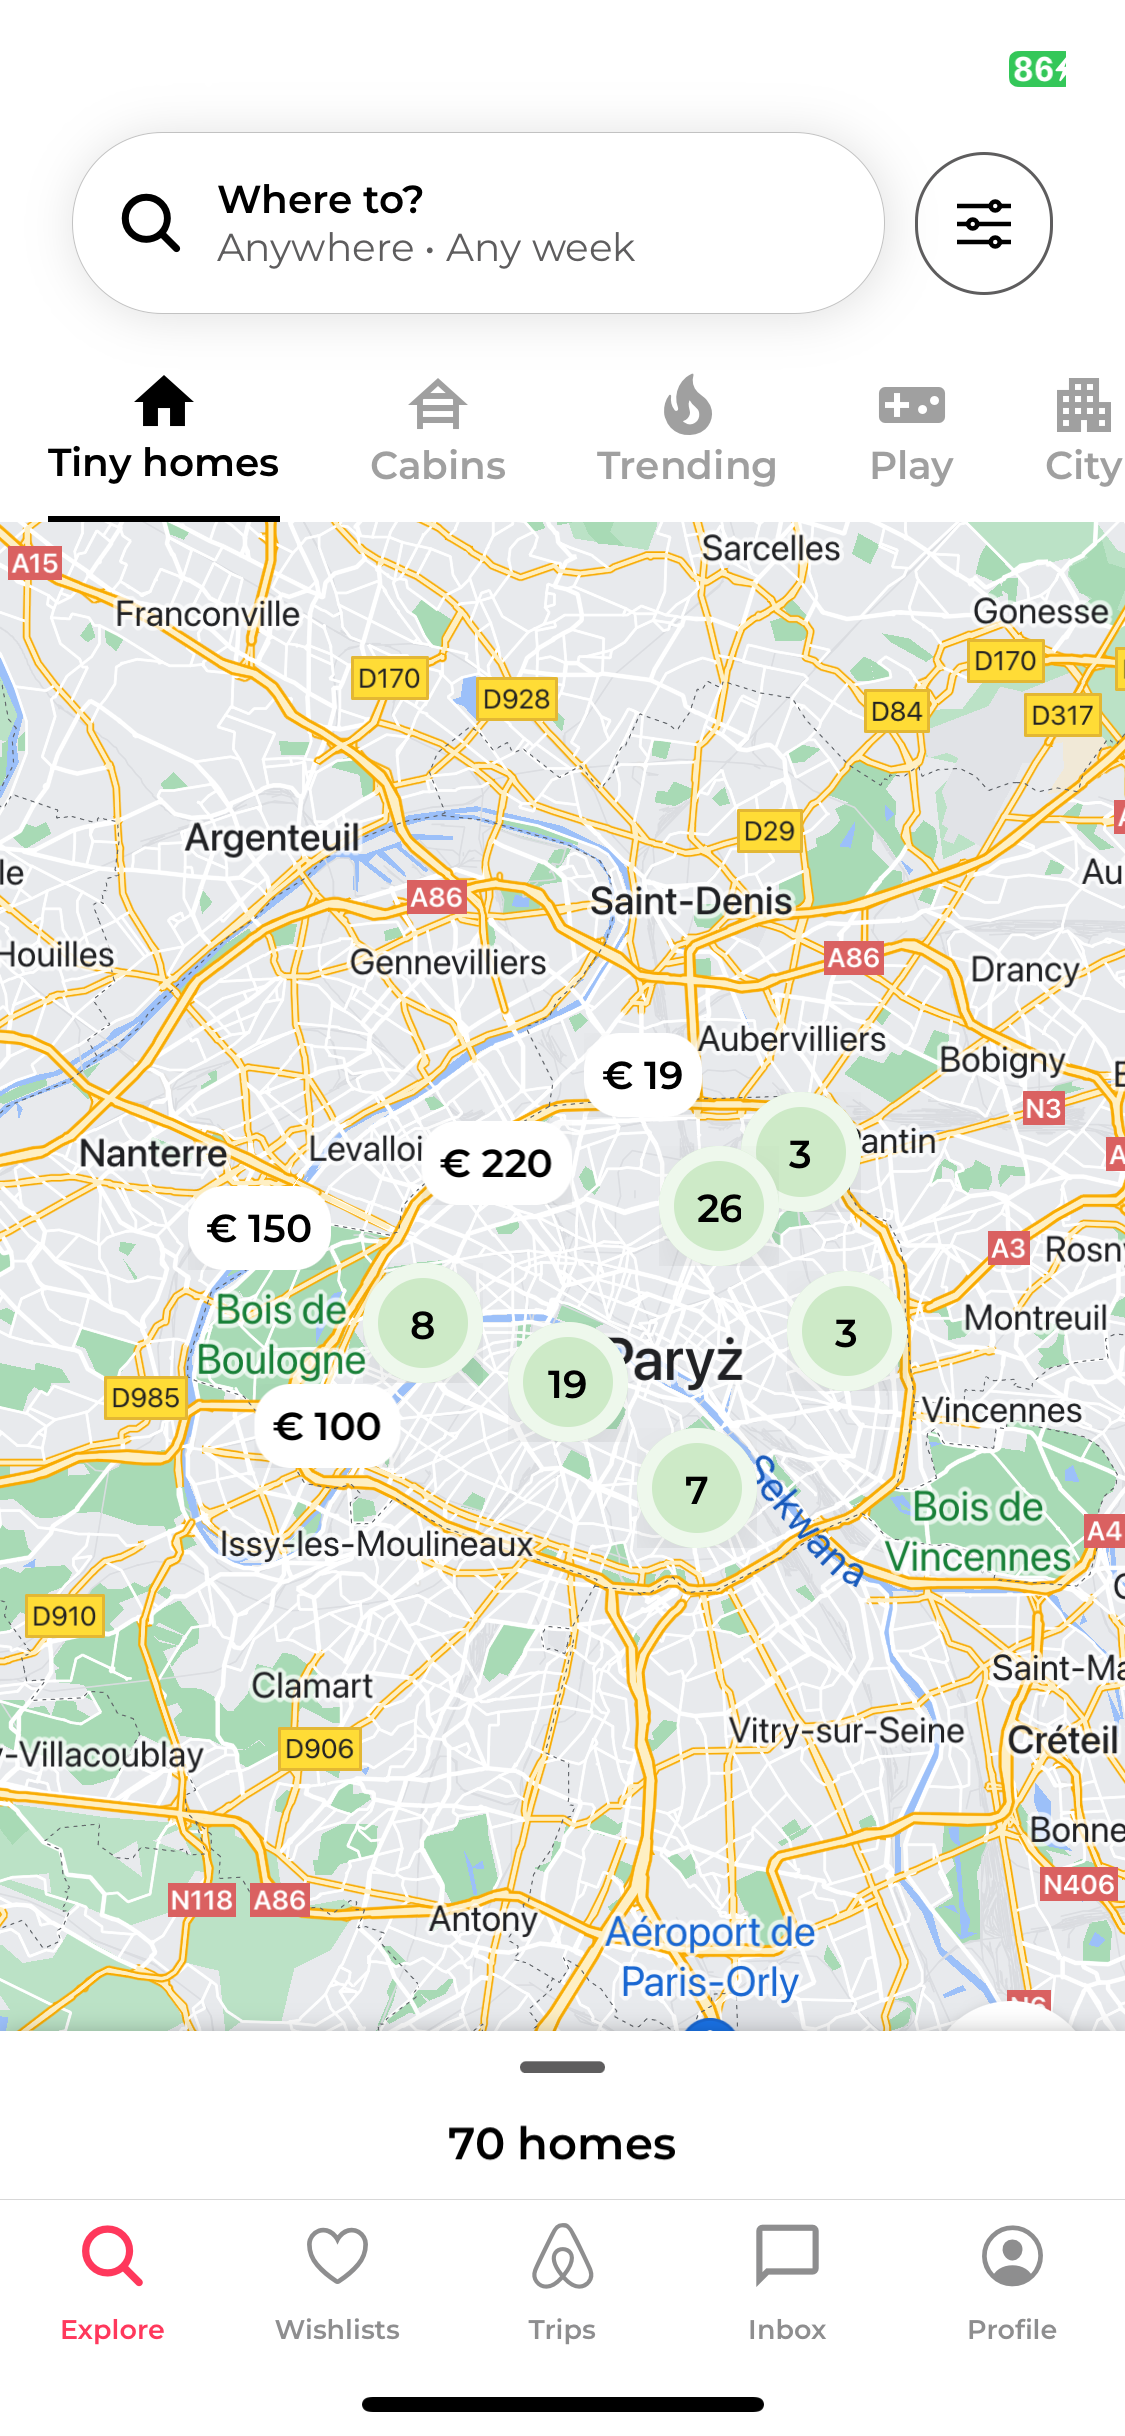 86
Where to?
Anywhere • Any week
Tiny homes
Cabins
Trending
Play
City
Sarcelles
A15
Franconville
Gonesse
D170
D170
D928
D84
D317
D29
Argenteuil
le
Au
A86
Saint-Denis
Houilles
Gennevilliers
A86
Drancy
Aubervilliers
Bobigny
€ 19
N3
Nanterre
Levalloi
€ 220
3
antin
26
€ 150
A3
Rosny
Bois de
Boulogne
8
3
Montreuil
Paryż
19
D985
€ 100
Vincennes
7
Sekwana
Bois de
Vincennes
A4
Issy-les-Moulineaux
D910
Clamart
Saint-Ma
Vitry-sur-Seine
Créteil
D906
-Villacoublay
Bonne
N118
A86
N406
Antony
Aéroport de
Paris-Orly
N6
70 homes
Explore
Wishlists
Trips
Inbox
Profile